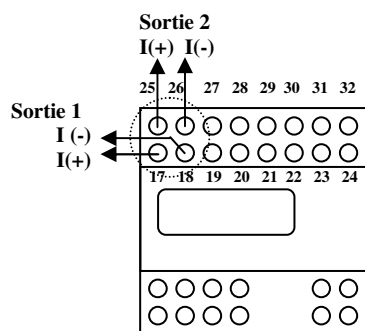 Sortie 2
I(+) I(-)
25 26 27 28 29 30 31 32
Sortie 1
I (-)
I(+)
17 18 19 20 21 22 23 24